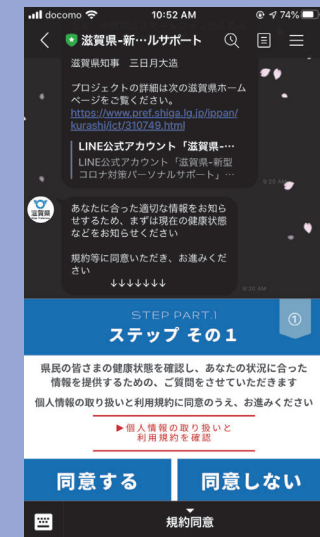 docomo 10:52 AM 74%
滋賀県-新…ルサポート
滋賀県知事 三日月大造
プロジェクトの詳細は次の滋賀県ホーム
ページをご覧ください。
https://www.pref.shiga.lg.jp/ippan/
kurashi/ict/310749.html
LINE公式アカウント「滋賀県-…
LINE公式アカウント「滋賀県-新型
コロナ対策パーソナルサポート」…
9:20 AM
滋賀県
あなたに合った適切な情報をお知ら
せするため、まずは現在の健康状態
などをお知らせください
規約等に同意いただき、お進みくだ
さい
↓↓↓↓↓↓↓
9:20 AM
STEP PART.1
①
ステップ その1
県民の皆さまの健康状態を確認し、あなたの状況に合った
情報を提供するための、ご質問をさせていただきます
個人情報の取り扱いと利用規約に同意のうえ、お進みください
▶個人情報の取り扱いと
利用規約を確認
同意する 同意しない
規約同意